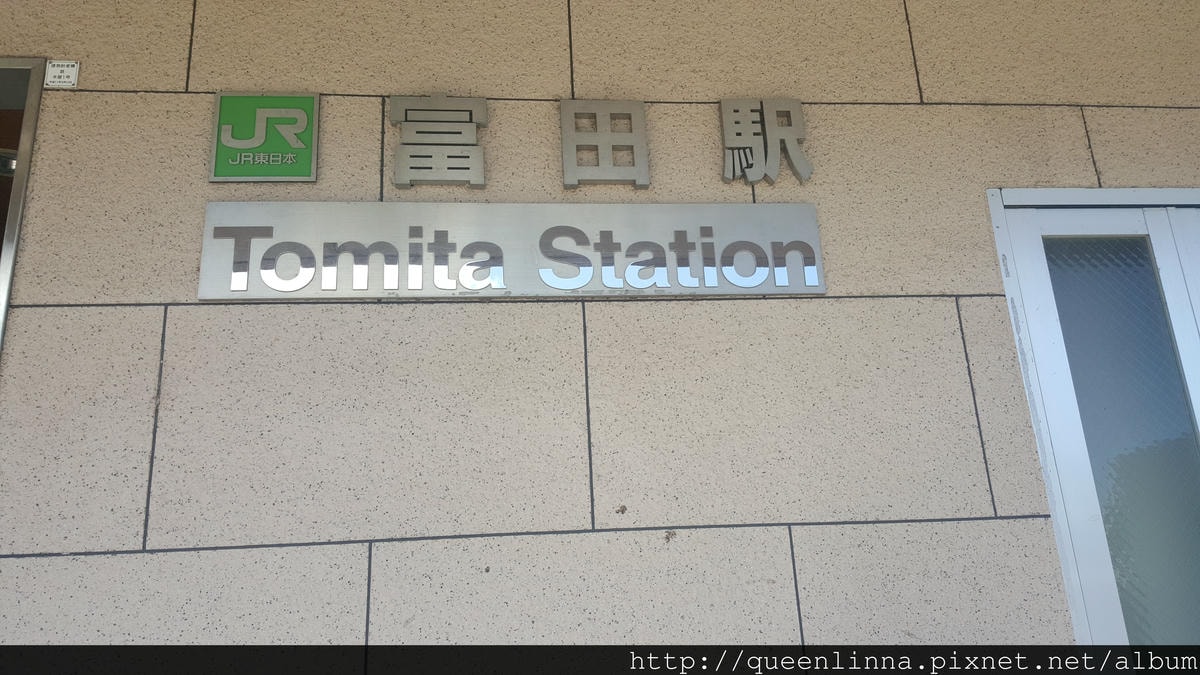 JR
JR東日本
富田駅
Tomita Station
http://queenlinna.pixnet.net/album